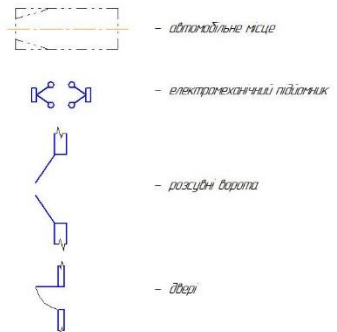 - автомобільне місце
- електромеханічний підйомник
- розсувні ворота
- двері